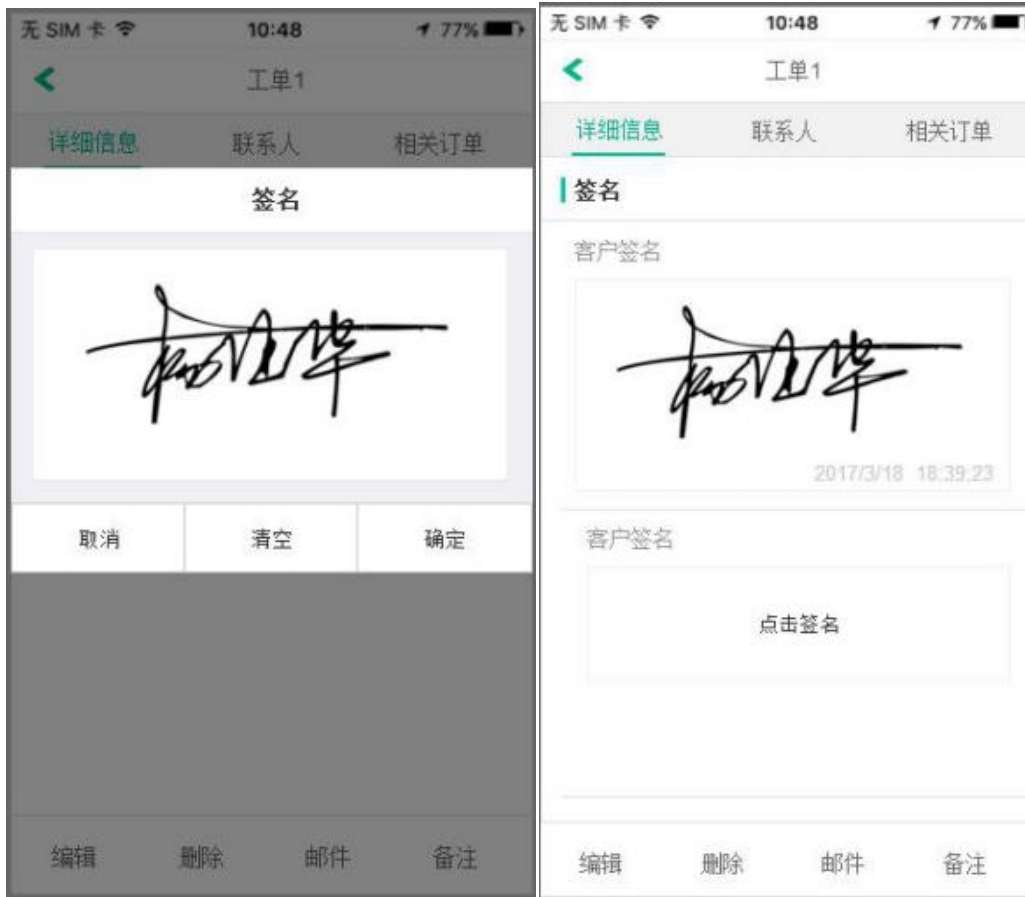 无 SIM 卡 10:48 77%
工单1
详细信息 联系人 相关订单
签名
取消 清空 确定
编辑 删除 邮件 备注
无 SIM 卡 10:48 77%
工单1
详细信息 联系人 相关订单
签名
客户签名
2017/3/18 18:39:23
客户签名
点击签名
编辑 删除 邮件 备注